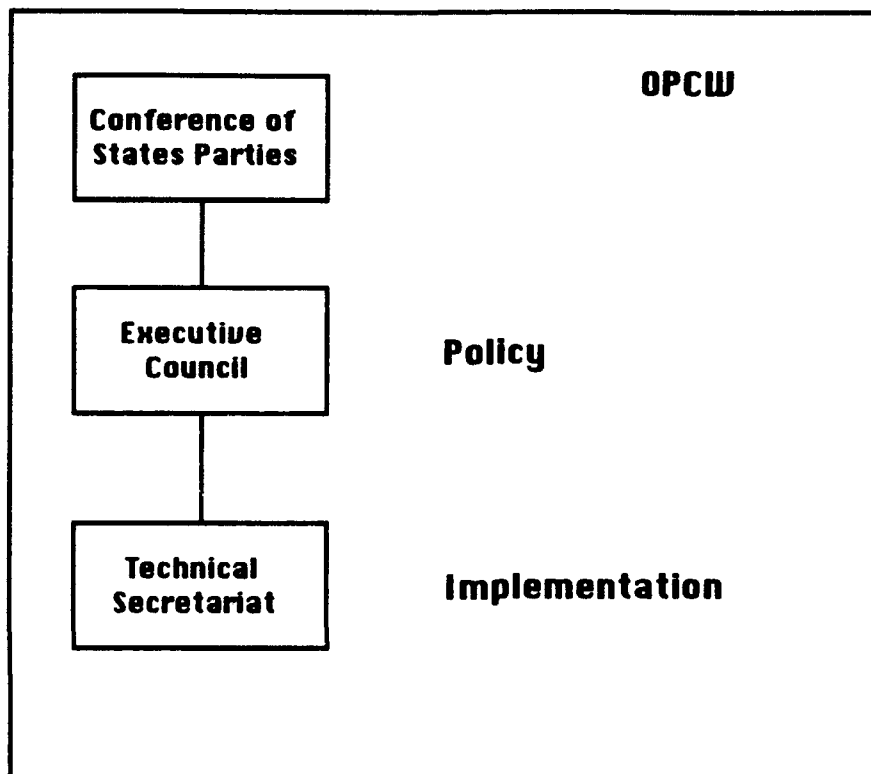 OPCW
Conference of
States Parties
Executive
Council
Policy
Technical
Secretariat
Implementation